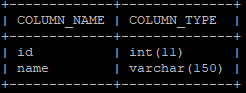 +-------------+--------------+
| COLUMN_NAME | COLUMN_TYPE |
+-------------+--------------+
| id | int(11)
| name | varchar(150) |
+-------------+--------------+